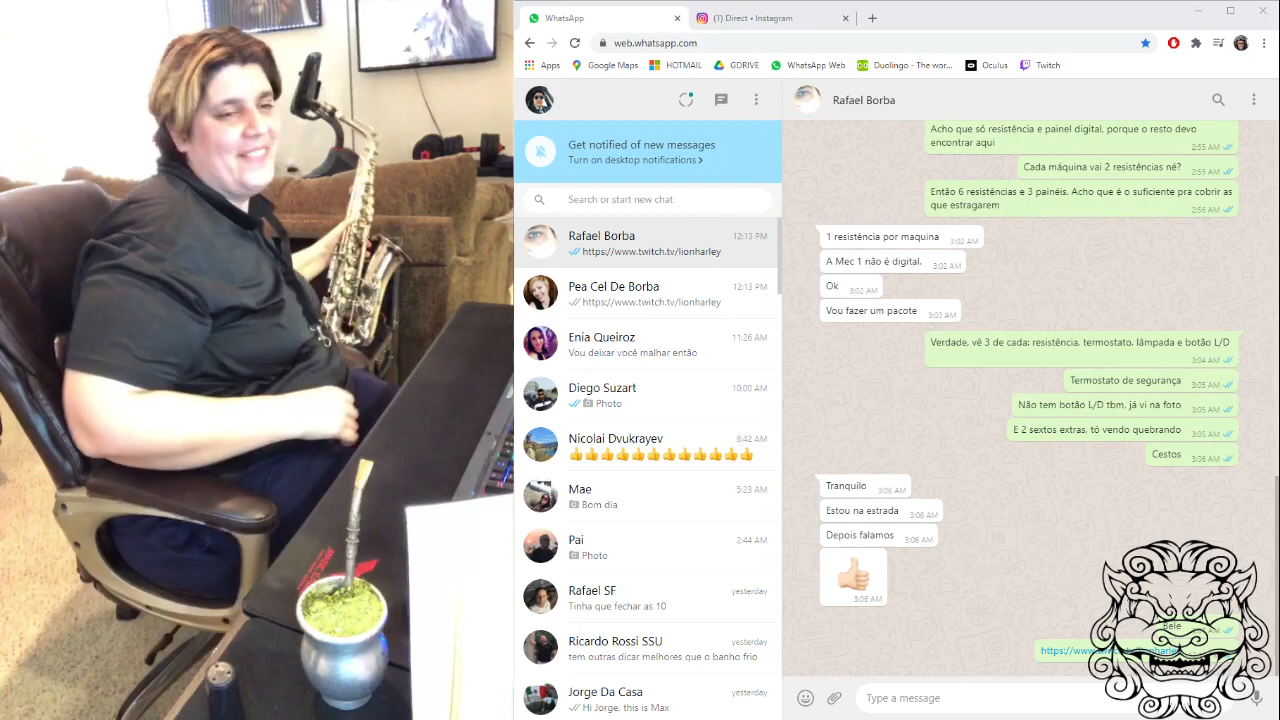 WhatsApp
(1) Direct • Instagram
web.whatsapp.com
Apps
Google Maps
HOTMAIL
GDRIVE
WhatsApp Web
Duolingo - The wor...
Oculus
Twitch
Get notified of new messages
Turn on desktop notifications
Search or start new chat
Rafael Borba
12:13 PM
https://www.twitch.tv/lionharley
Pea Cel De Borba
12:13 PM
https://www.twitch.tv/lionharley
Enia Queiroz
11:26 AM
Vou deixar você malhar então
Diego Suzart
10:00 AM
Photo
Nicolai Dvukrayev
8:42 AM
👍👍👍👍👍👍👍👍👍👍👍👍
Mae
5:23 AM
Bom dia
Pai
2:44 AM
Photo
Rafael SF
yesterday
Tinha que fechar as 10
Ricardo Rossi SSU
yesterday
tem outras dicar melhores que o banho frio
Jorge Da Casa
yesterday
Hi Jorge, this is Max
Rafael Borba
Acho que só resistência e painel digital, porque o resto devo
encontrar aqui
2:55 AM
Cada máquina vai 2 resistências né?
2:55 AM
Então 6 resistências e 3 painéis. Acho que é o suficiente pra cobrir as
que estragarem
2:56 AM
1 resistência por maquina
3:02 AM
A Mec 1 não é digital.
3:02 AM
Ok
3:02 AM
Vou fazer um pacote
3:03 AM
Verdade, vê 3 de cada: resistência, termostato, lâmpada e botão L/D
3:04 AM
Termostato de segurança
3:05 AM
Não tem botão L/D tbm, já vi na foto
3:05 AM
E 2 sextos extras, tô vendo quebrando
3:05 AM
Cestos
3:06 AM
Tranquilo
3:06 AM
Estou na estrada
3:06 AM
Depois falamos
3:06 AM
👍🏻
3:06 AM
Bele
Type a message